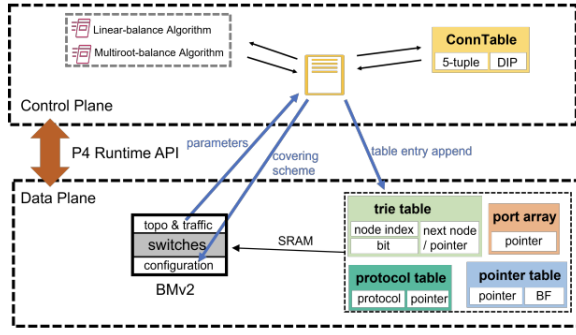 Linear-balance Algorithm
Multiroot-balance Algorithm
ConnTable
5-tuple DIP
Control Plane
P4 Runtime API
parameters
covering
scheme
table entry append
Data Plane
topo & traffic
switches
configuration
BMv2
SRAM
trie table
node index
bit
next node
/ pointer
port array
pointer
protocol table
protocol pointer
pointer table
pointer BF